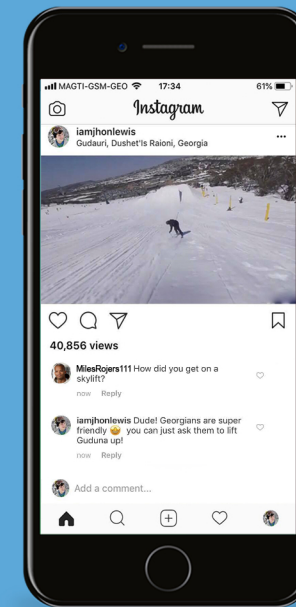 MAGTI-GSM-GEO 17:34 61%
Instagram
iamjhonlewis
Gudauri, Dushet'ls Raioni, Georgia
40,856 views
MilesRojers111 How did you get on a
skylift?
now Reply
iamjhonlewis Dude! Georgians are super
friendly 🤩 you can just ask them to lift
Guduna up!
now Reply
Add a comment...